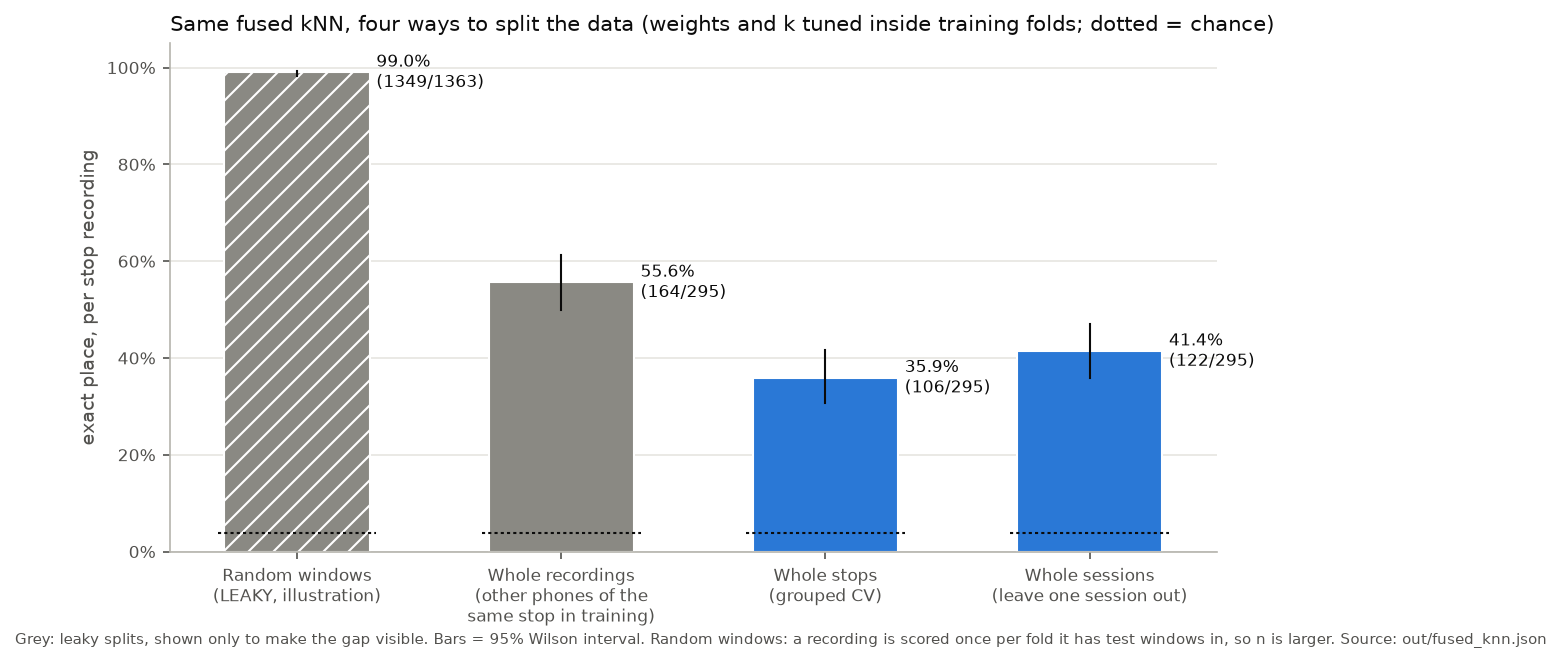 Same fused kNN, four ways to split the data (weights and k tuned inside training folds; dotted = chance)
exact place, per stop recording
100%
80%
60%
40%
20%
0%
99.0%
(1349/1363)
55.6%
(164/295)
35.9%
(106/295)
41.4%
(122/295)
Random windows
(LEAKY, illustration)
Whole recordings
(other phones of the
same stop in training)
Whole stops
(grouped CV)
Whole sessions
(leave one session out)
Grey: leaky splits, shown only to make the gap visible. Bars = 95% Wilson interval. Random windows: a recording is scored once per fold it has test windows in, so n is larger. Source: out/fused_knn.json